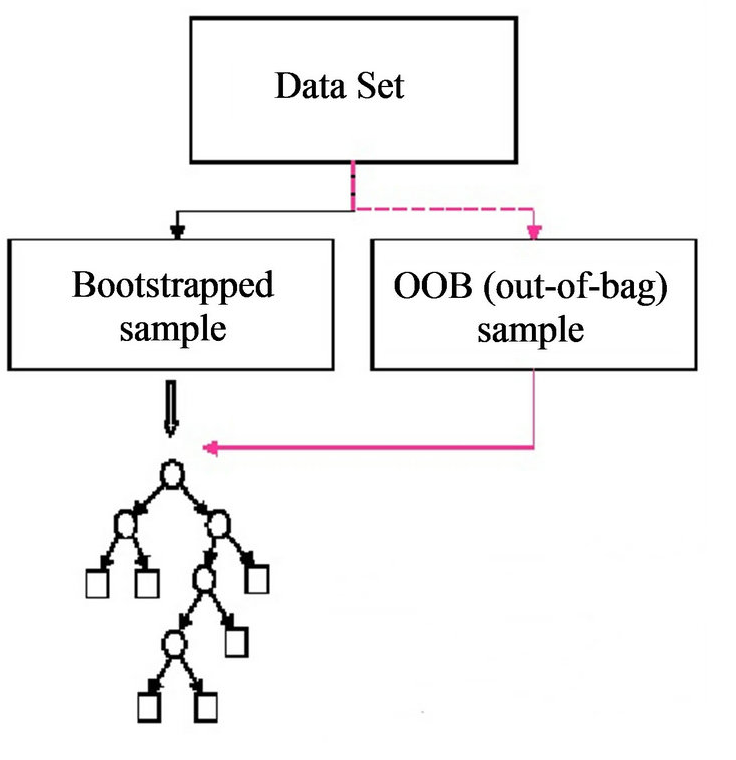 Data Set
Bootstrapped
sample
OOB (out-of-bag)
sample